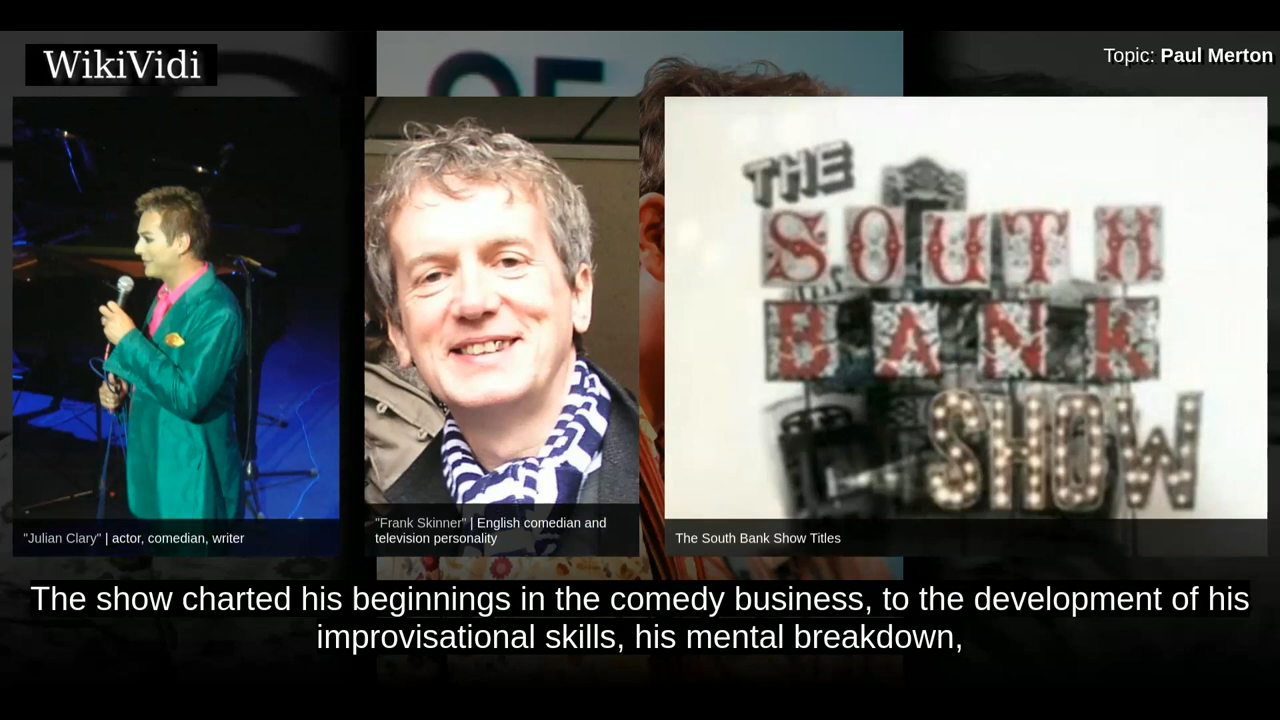 WikiVidi
Topic: Paul Merton
OF
THE
SOUTH
BANK
SHOW
"Julian Clary" | actor, comedian, writer
"Frank Skinner" | English comedian and
television personality
The South Bank Show Titles
The show charted his beginnings in the comedy business, to the development of his
improvisational skills, his mental breakdown,